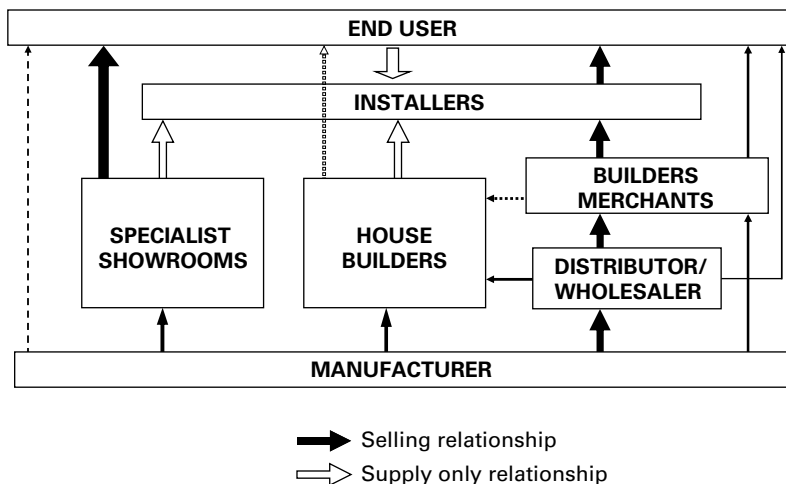 END USER
INSTALLERS
BUILDERS
MERCHANTS
SPECIALIST
SHOWROOMS
HOUSE
BUILDERS
DISTRIBUTOR/
WHOLESALER
MANUFACTURER
Selling relationship
Supply only relationship